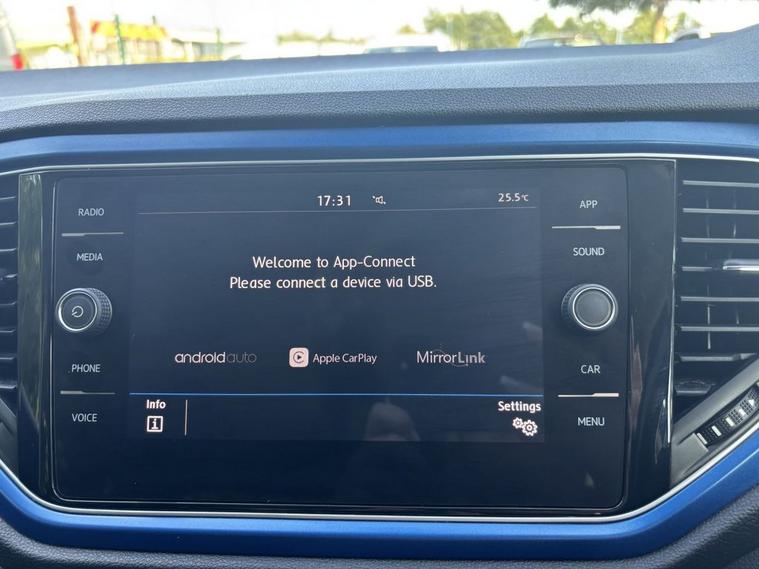 RADIO
MEDIA
PHONE
VOICE
17:31
25.5°C
Welcome to App-Connect
Please connect a device via USB.
androidauto
Apple CarPlay
MirrorLink
Info
i
Settings
APP
SOUND
CAR
MENU